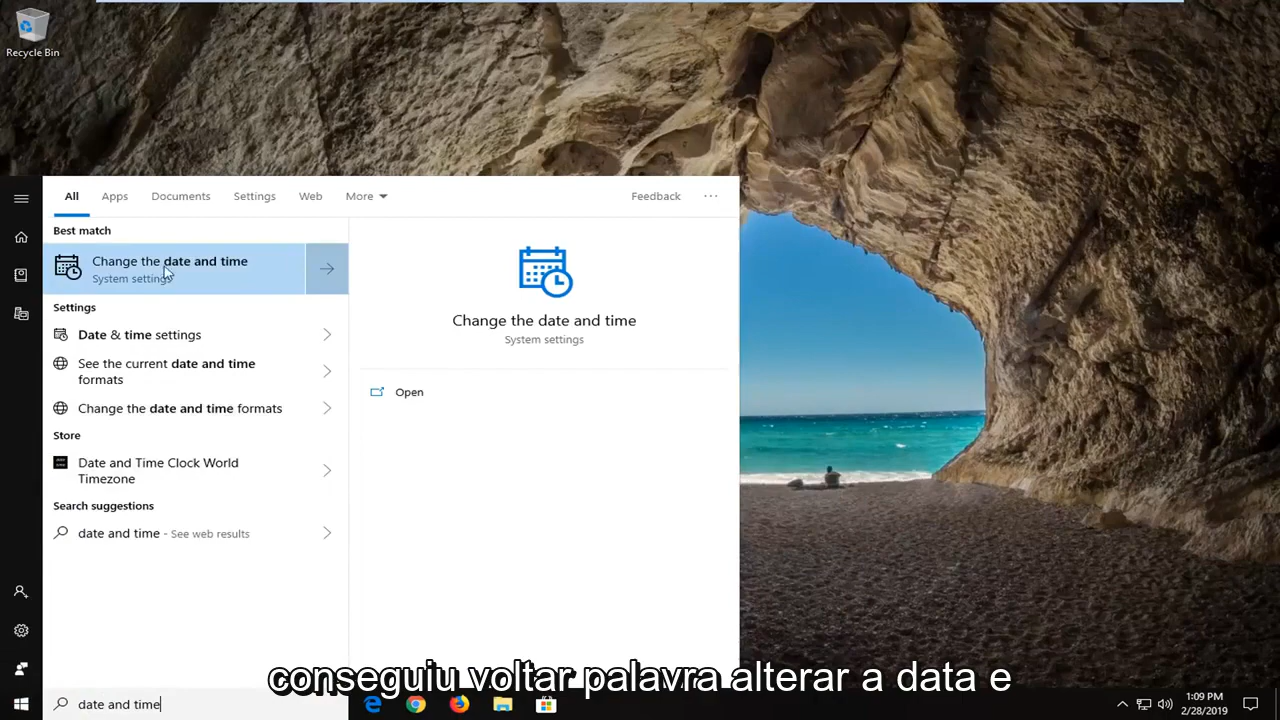 Recycle Bin
All Apps Documents Settings Web More Feedback ...
Best match
Change the date and time
System settings
Settings
Date & time settings
See the current date and time
formats
Change the date and time formats
Store
Date and Time Clock World
Timezone
Search suggestions
date and time - See web results
Change the date and time
System settings
Open
conseguiu voltar palavra alterar a data e
date and time
1:09 PM
2/28/2019